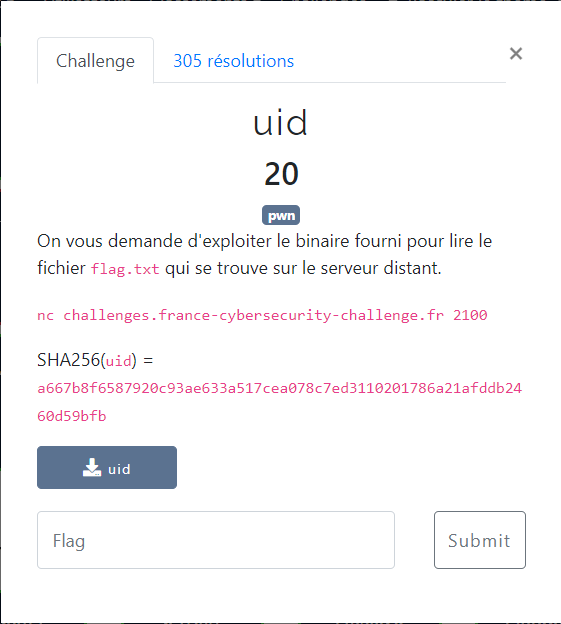 Challenge
305 résolutions
×
uid
20
pwn
On vous demande d'exploiter le binaire fourni pour lire le
fichier flag.txt qui se trouve sur le serveur distant.
nc challenges.france-cybersecurity-challenge.fr 2100
SHA256(uid) =
a667b8f6587920c93ae633a517cea078c7ed3110201786a21afddb24
60d59bfb
uid
Flag
Submit